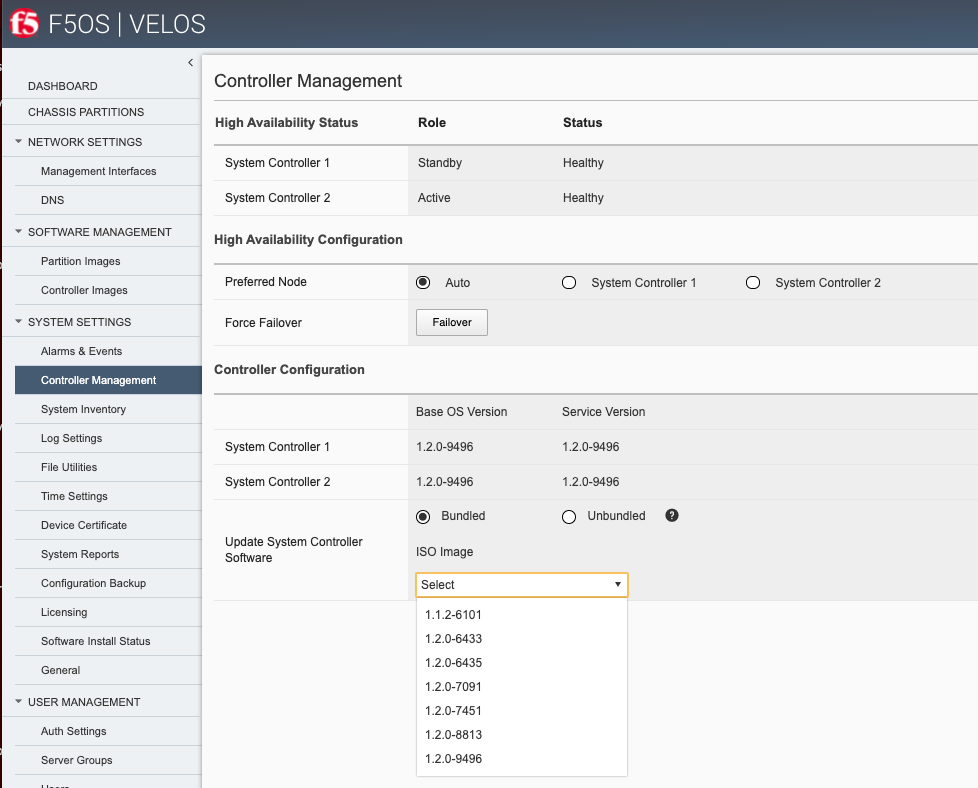 f5 F5OS | VELOS
DASHBOARD
CHASSIS PARTITIONS
NETWORK SETTINGS
Management Interfaces
DNS
SOFTWARE MANAGEMENT
Partition Images
Controller Images
SYSTEM SETTINGS
Alarms & Events
Controller Management
System Inventory
Log Settings
File Utilities
Time Settings
Device Certificate
System Reports
Configuration Backup
Licensing
Software Install Status
General
USER MANAGEMENT
Auth Settings
Server Groups
Users
Controller Management
High Availability Status Role Status
System Controller 1 Standby Healthy
System Controller 2 Active Healthy
High Availability Configuration
Preferred Node Auto System Controller 1 System Controller 2
Force Failover Failover
Controller Configuration
Base OS Version Service Version
System Controller 1 1.2.0-9496 1.2.0-9496
System Controller 2 1.2.0-9496 1.2.0-9496
Update System Controller Software
Bundled Unbundled ?
ISO Image
Select
1.1.2-6101
1.2.0-6433
1.2.0-6435
1.2.0-7091
1.2.0-7451
1.2.0-8813
1.2.0-9496